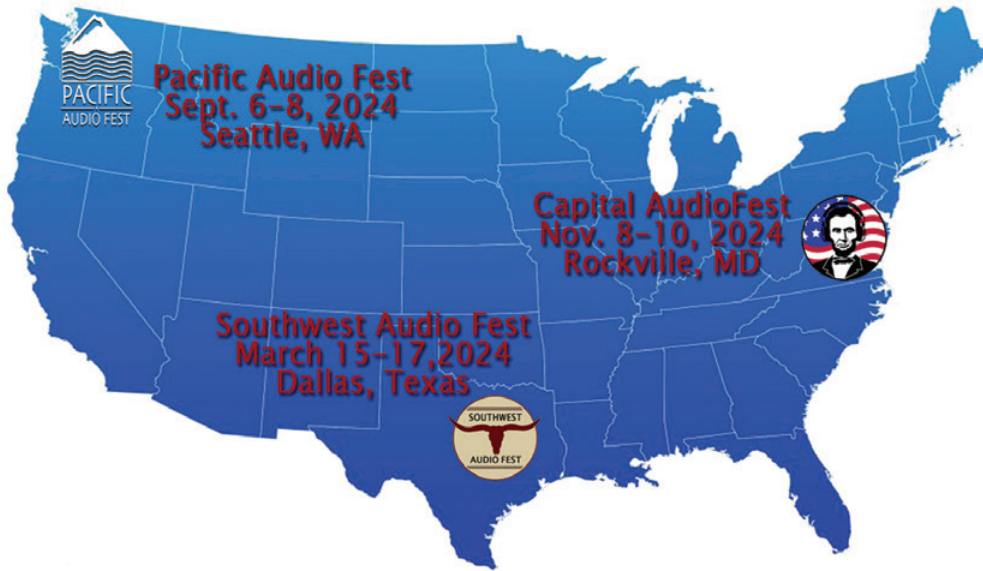 PACIFIC
AUDIO FEST
Pacific Audio Fest
Sept. 6-8, 2024
Seattle, WA
Capital AudioFest
Nov. 8-10, 2024
Rockville, MD
Southwest Audio Fest
March 15-17,2024
Dallas, Texas
SOUTHWEST
AUDIO FEST